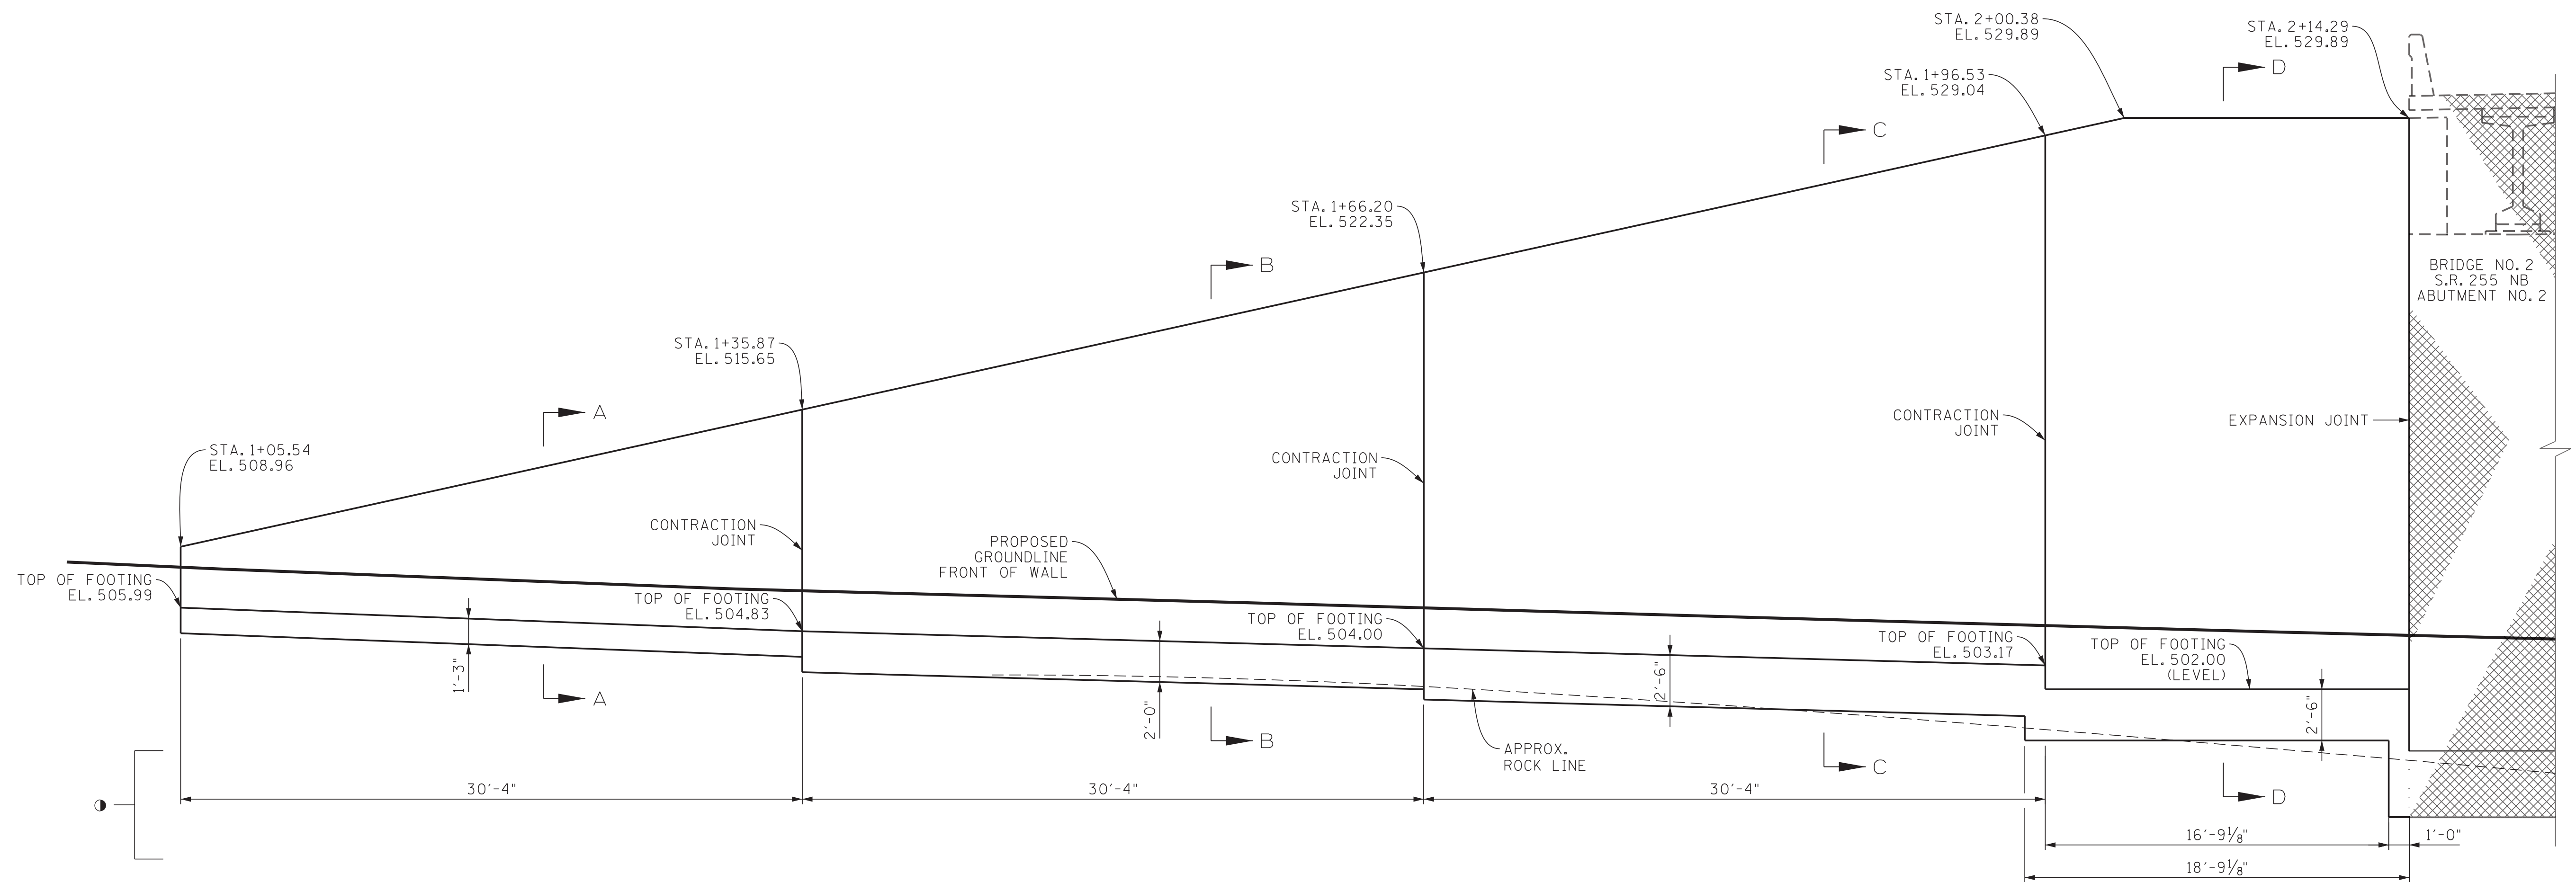 STA. 2+00.38
EL. 529.89
STA. 2+14.29
EL. 529.89
D
STA. 1+96.53
EL. 529.04
C
STA. 1+66.20
EL. 522.35
B
BRIDGE NO. 2
S.R. 255 NB
ABUTMENT NO. 2
STA. 1+35.87
EL. 515.65
A
CONTRACTION
JOINT
EXPANSION JOINT
STA. 1+05.54
EL. 508.96
CONTRACTION
JOINT
CONTRACTION
JOINT
PROPOSED
GROUNDLINE
FRONT OF WALL
TOP OF FOOTING
EL. 505.99
TOP OF FOOTING
EL. 504.83
TOP OF FOOTING
EL. 504.00
TOP OF FOOTING
EL. 503.17
TOP OF FOOTING
EL. 502.00
(LEVEL)
1'-3"
2'-0"
2'-6"
2'-6"
A
B
C
D
APPROX.
ROCK LINE
30'-4"
30'-4"
30'-4"
16'-9⅛"
1'-0"
18'-9⅛"